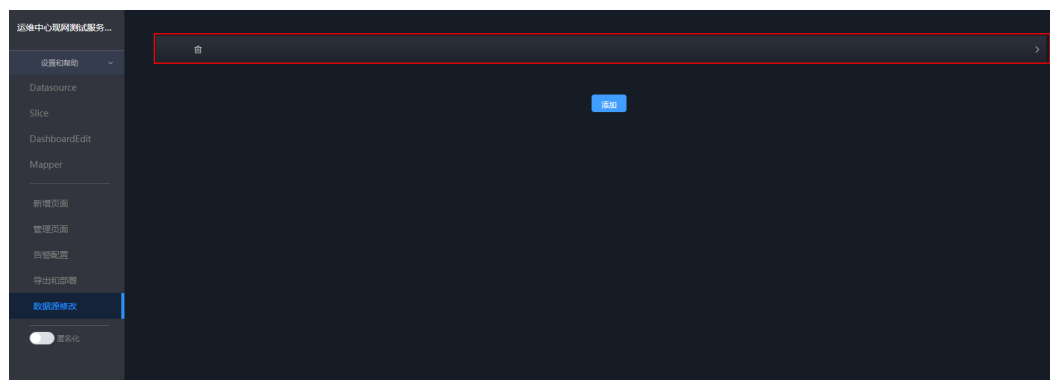 运维中心现网测试服务...
设置和帮助
Datasource
Slice
DashboardEdit
Mapper
添加
新增页面
管理页面
告警配置
导出和部署
数据源修改
匿名化